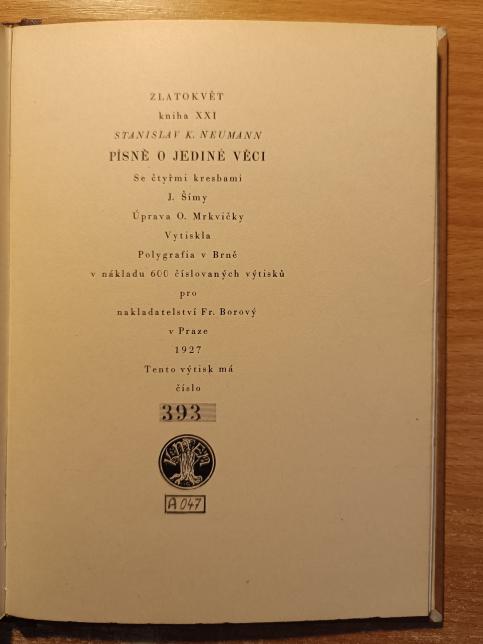 ZLATOKVĚT
kniha XXI
STANISLAV K. NEUMANN
PÍSNĚ O JEDINÉ VĚCI
Se čtyřmi kresbami
J. Šímy
Úprava O. Mrkvičky
Vytiskla
Polygrafia v Brně
v nákladu 600 číslovaných výtisků
pro
nakladatelství Fr. Borový
v Praze
1927
Tento výtisk má
číslo
393
A 047